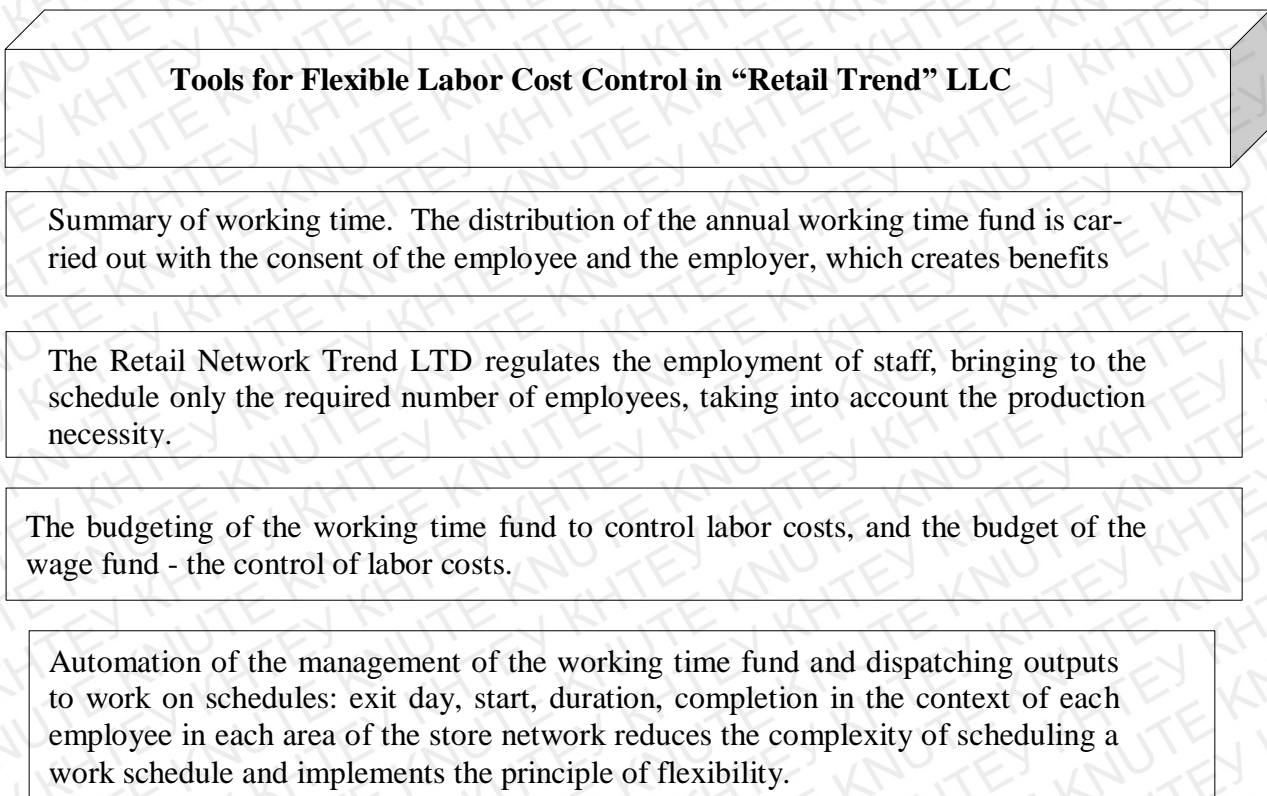 Tools for Flexible Labor Cost Control in “Retail Trend” LLC
Summary of working time. The distribution of the annual working time fund is car-
ried out with the consent of the employee and the employer, which creates benefits
The Retail Network Trend LTD regulates the employment of staff, bringing to the
schedule only the required number of employees, taking into account the production
necessity.
The budgeting of the working time fund to control labor costs, and the budget of the
wage fund - the control of labor costs.
Automation of the management of the working time fund and dispatching outputs
to work on schedules: exit day, start, duration, completion in the context of each
employee in each area of the store network reduces the complexity of scheduling a
work schedule and implements the principle of flexibility.